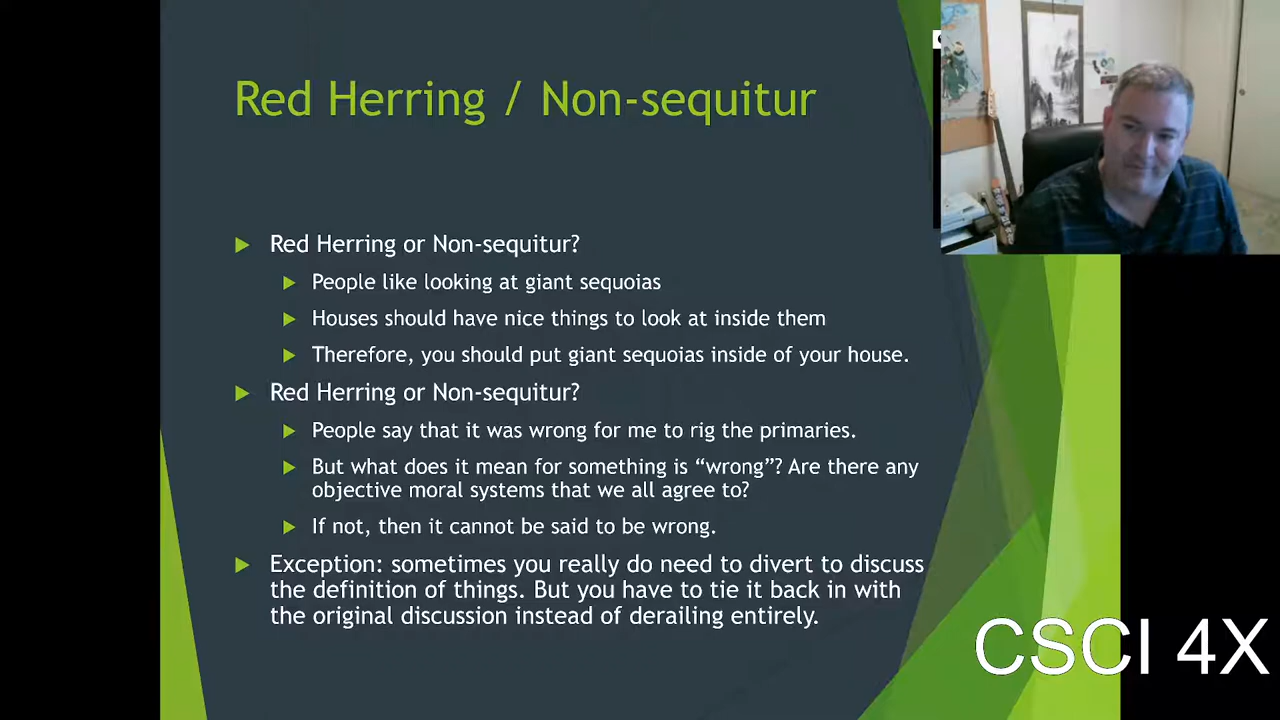 Red Herring / Non-sequitur
Red Herring or Non-sequitur?
People like looking at giant sequoias
Houses should have nice things to look at inside them
Therefore, you should put giant sequoias inside of your house.
Red Herring or Non-sequitur?
People say that it was wrong for me to rig the primaries.
But what does it mean for something is “wrong”? Are there any
objective moral systems that we all agree to?
If not, then it cannot be said to be wrong.
Exception: sometimes you really do need to divert to discuss
the definition of things. But you have to tie it back in with
the original discussion instead of derailing entirely.
CSCI 4X